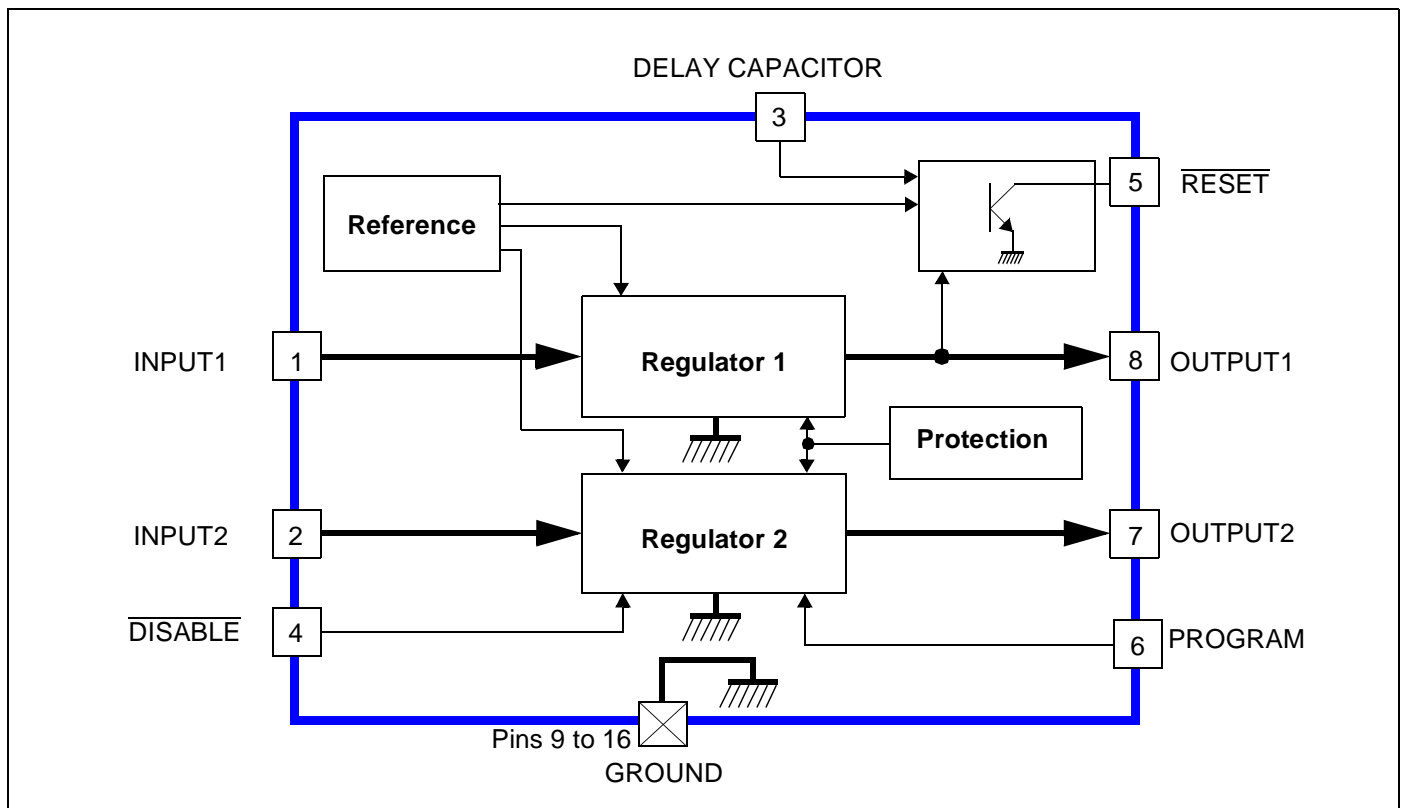 DELAY CAPACITOR
3
5
RESET
Reference
INPUT1
1
Regulator 1
8
OUTPUT1
Protection
INPUT2
2
Regulator 2
7
OUTPUT2
DISABLE
4
6
PROGRAM
Pins 9 to 16
GROUND